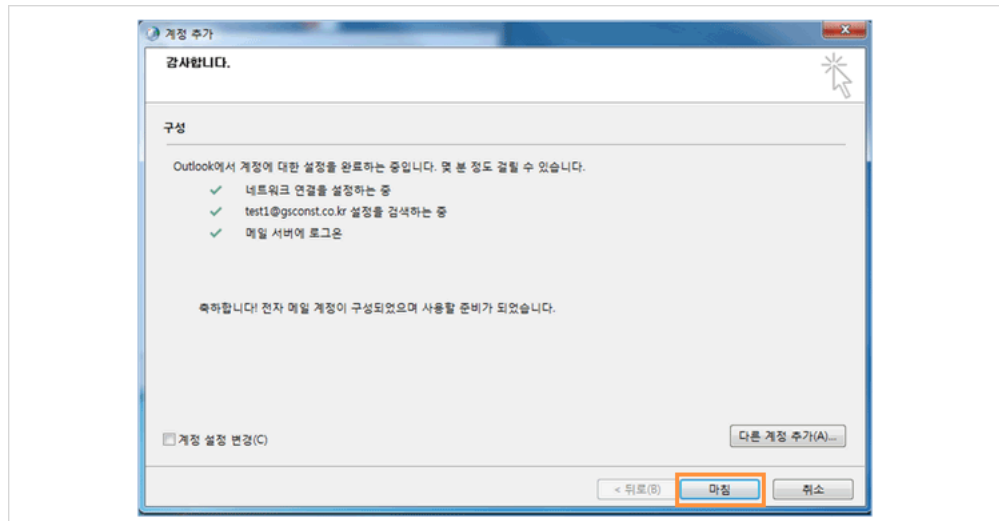 계정 추가
감사합니다.
구성
Outlook에서 계정에 대한 설정을 완료하는 중입니다. 몇 분 정도 걸릴 수 있습니다.
네트워크 연결을 설정하는 중
test1@gsconst.co.kr 설정을 검색하는 중
메일 서버에 로그온
축하합니다! 전자 메일 계정이 구성되었으며 사용할 준비가 되었습니다.
계정 설정 변경(C)
다른 계정 추가(A)...
< 뒤로(B) 마침 취소